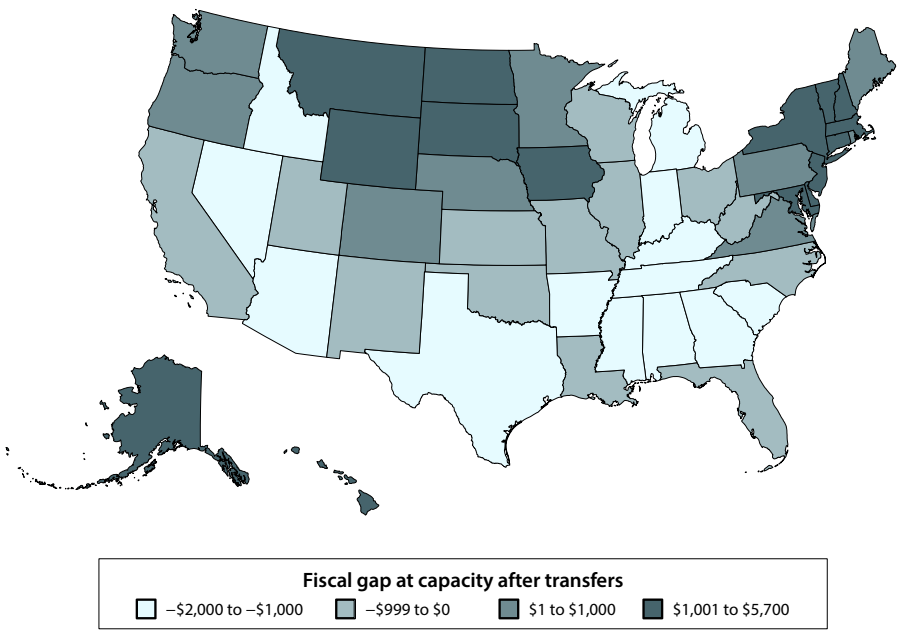 Fiscal gap at capacity after transfers
−$2,000 to −$1,000 −$999 to $0 $1 to $1,000 $1,001 to $5,700